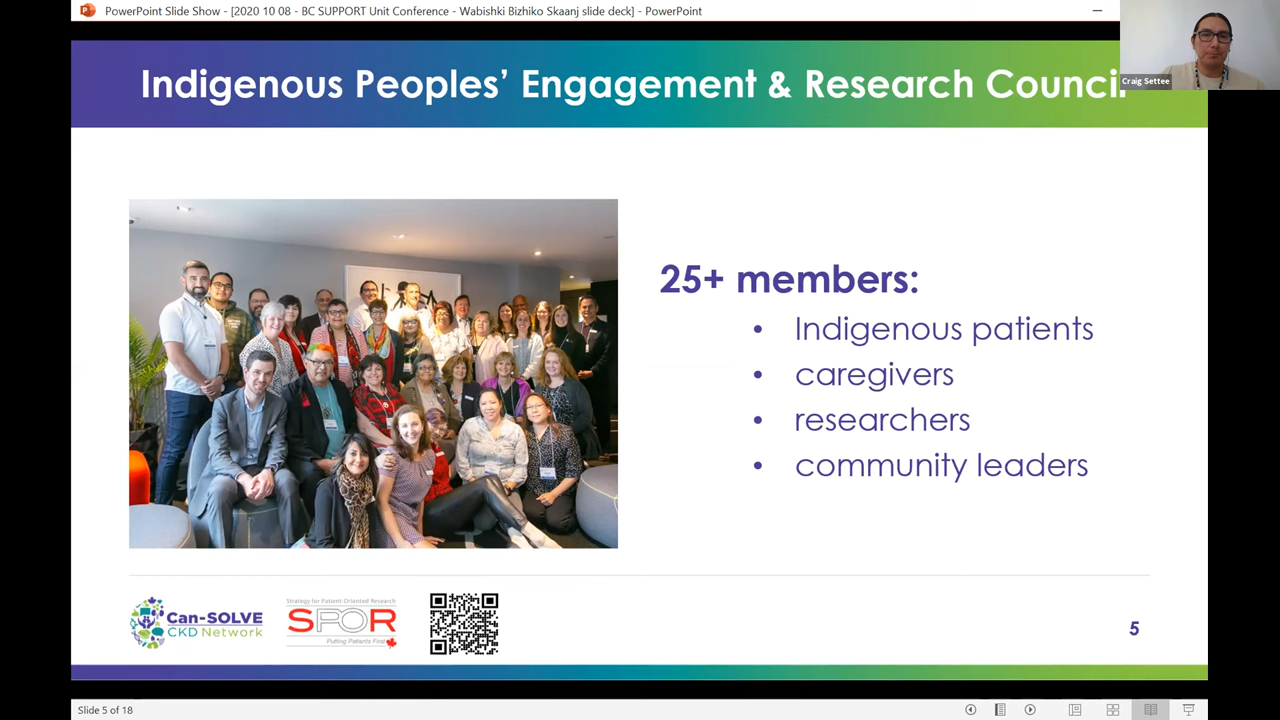 PowerPoint Slide Show - [2020 10 08 - BC SUPPORT Unit Conference - Wabishki Bizhiko Skaanj slide deck] - PowerPoint
Craig Settee
Indigenous Peoples' Engagement & Research Council
25+ members:
• Indigenous patients
• caregivers
• researchers
• community leaders
Can-SOLVE
CKD Network
Strategy for Patient-Oriented Research
SPOR
Putting Patients First
5
Slide 5 of 18